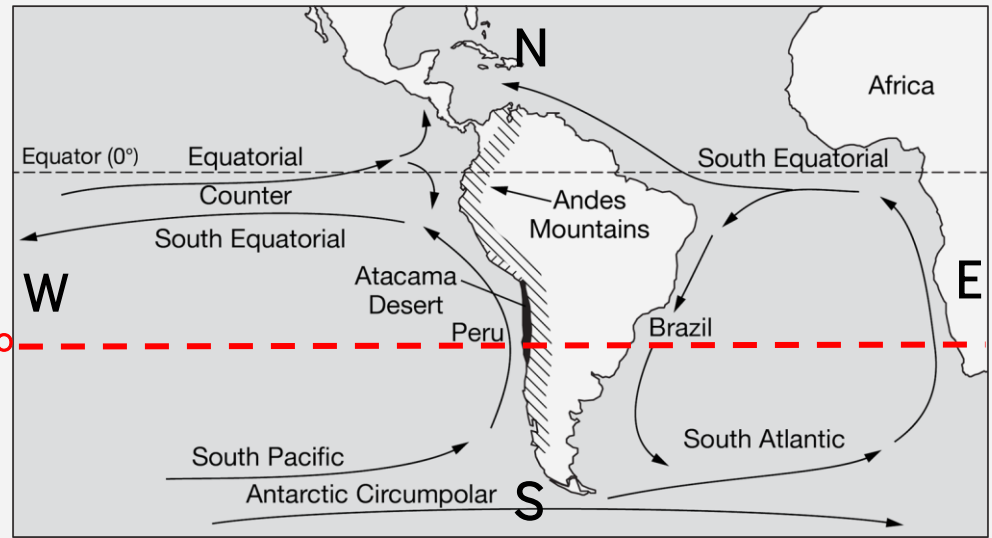 N
Africa
Equator (0°)
Equatorial
South Equatorial
Counter
Andes
Mountains
South Equatorial
W
E
Atacama
Desert
Peru
Brazil
South Atlantic
South Pacific
Antarctic Circumpolar
S